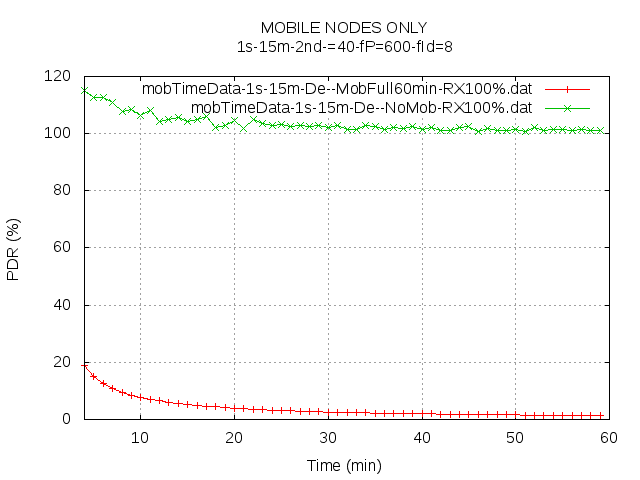 MOBILE NODES ONLY
1s-15m-2nd-=40-fP=600-fId=8
mobTimeData-1s-15m-De--MobFull60min-RX100%.dat
mobTimeData-1s-15m-De--NoMob-RX100%.dat
120
100
80
60
40
20
0
PDR (%)
10 20 30 40 50 60
Time (min)